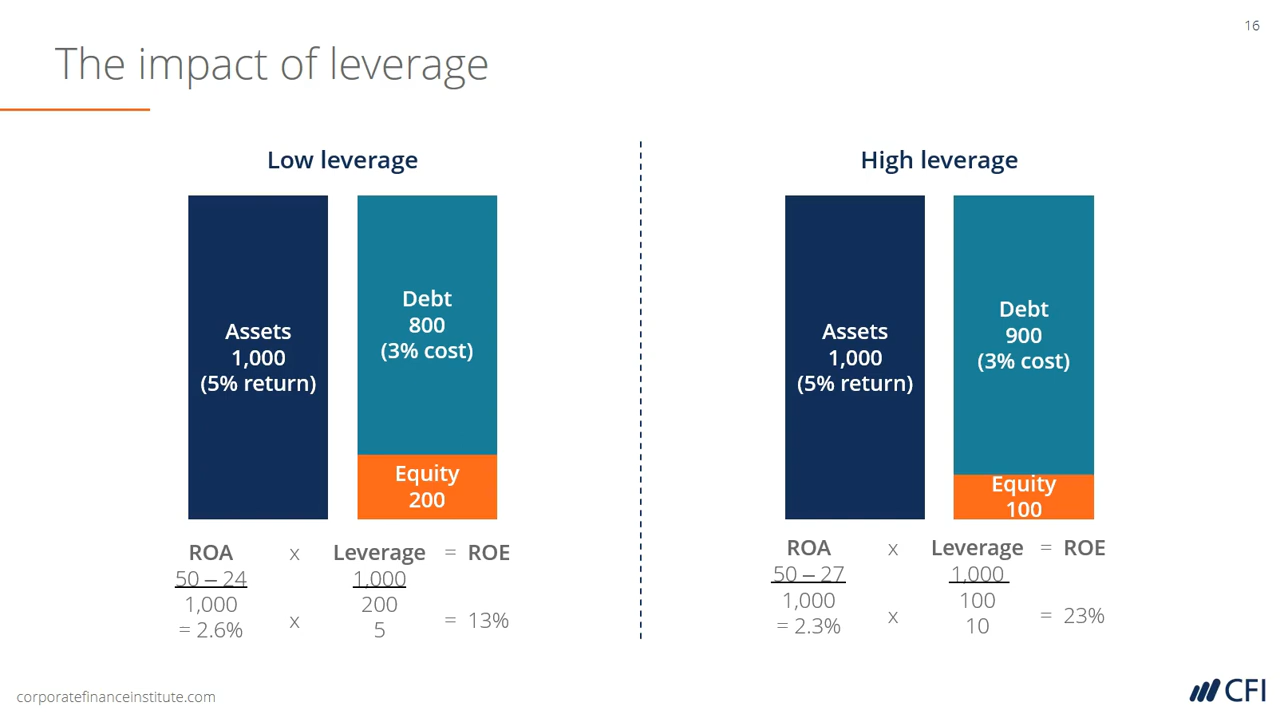 16
The impact of leverage
Low leverage
Assets
1,000
(5% return)
Debt
800
(3% cost)
Equity
200
ROA x Leverage = ROE
50 – 24 1,000
1,000 200
x = 13%
= 2.6% 5
High leverage
Assets
1,000
(5% return)
Debt
900
(3% cost)
Equity
100
ROA x Leverage = ROE
50 – 27 1,000
1,000 100
x = 23%
= 2.3% 10
corporatefinanceinstitute.com
CFI